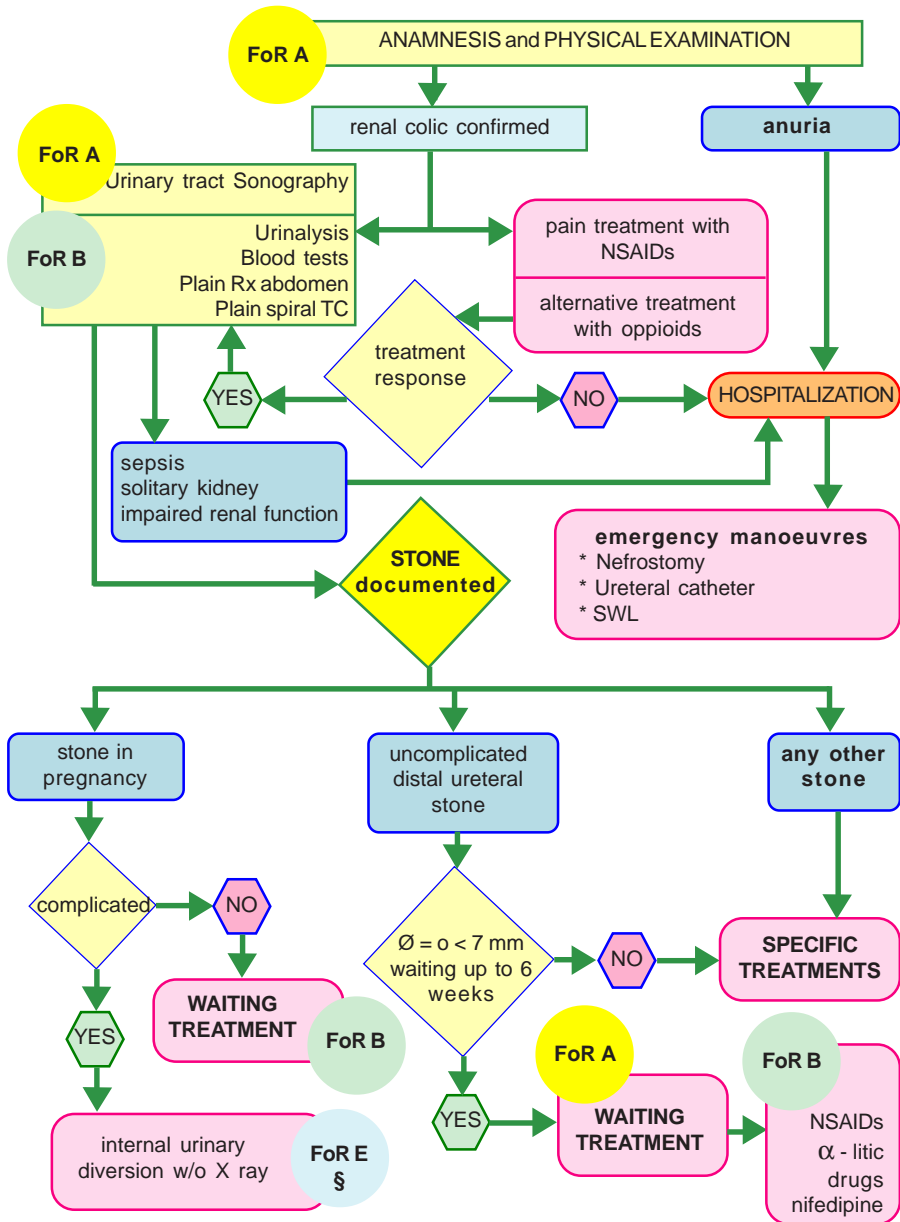 FoR A
ANAMNESIS and PHYSICAL EXAMINATION
renal colic confirmed
anuria
FoR A
Urinary tract Sonography
FoR B
Urinalysis
Blood tests
Plain Rx abdomen
Plain spiral TC
pain treatment with
NSAIDs
alternative treatment
with oppioids
treatment
response
YES
NO
HOSPITALIZATION
sepsis
solitary kidney
impaired renal function
STONE
documented
emergency manoeuvres
* Nefrostomy
* Ureteral catheter
* SWL
stone in
pregnancy
uncomplicated
distal ureteral
stone
any other
stone
complicated
NO
WAITING
TREATMENT
FoR B
YES
internal urinary
diversion w/o X ray
FoR E
§
Ø = o < 7 mm
waiting up to 6
weeks
NO
SPECIFIC
TREATMENTS
YES
FoR A
WAITING
TREATMENT
FoR B
NSAIDs
α - litic
drugs
nifedipine